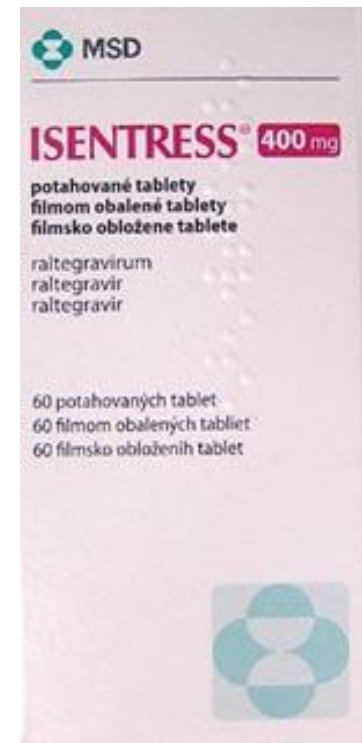 MSD
ISENTRESS® 400 mg
potahované tablety
filmom obalené tablety
filmsko obložene tablete
raltegravirum
raltegravir
raltegravir
60 potahovaných tablet
60 filmom obalených tabliet
60 filmsko obloženih tablet